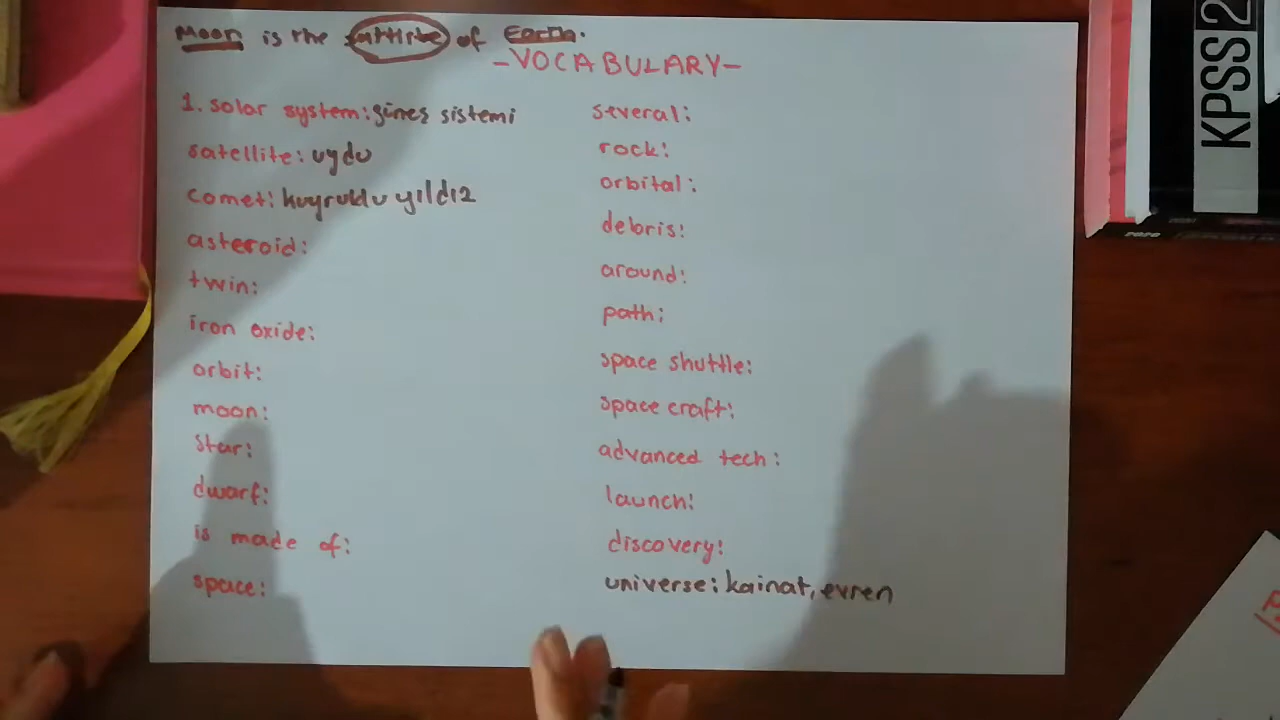 Moon is the sattlite of Earth.
-VOCABULARY-
1. solar system: güneş sistemi
satellite: uydu
comet: kuyruklu yıldız
asteroid:
twin:
iron oxide:
orbit:
moon:
star:
dwarf:
is made of:
space:
several:
rock:
orbital:
debris:
around:
path:
space shuttle:
space craft:
advanced tech:
launch:
discovery:
universe: kainat, evren
KPSS 2